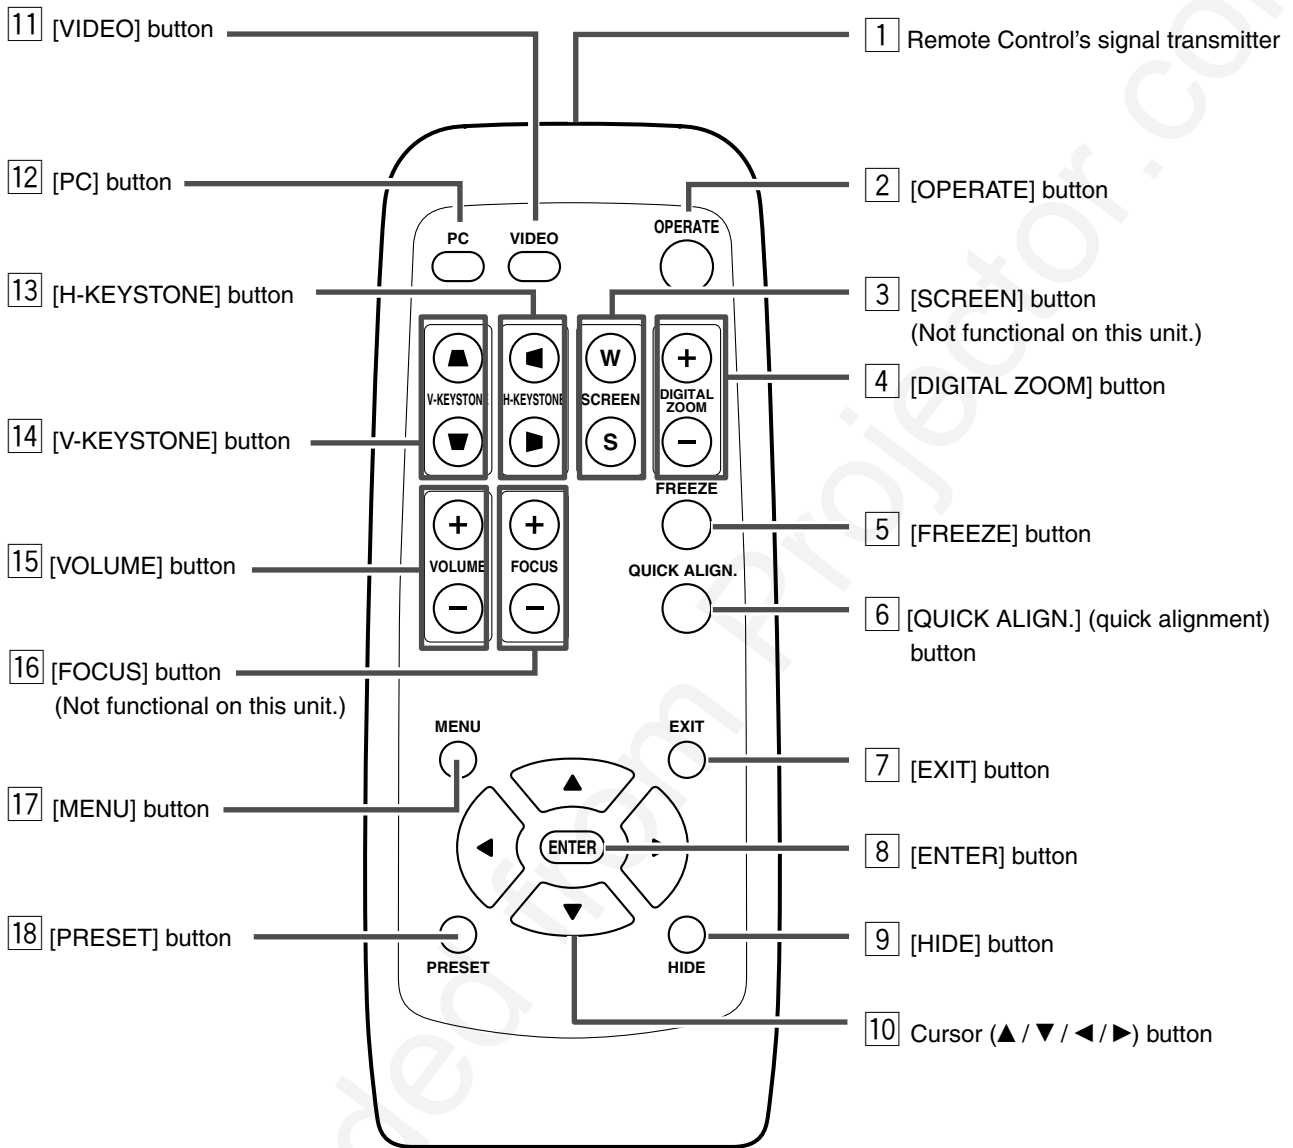 11 [VIDEO] button
1 Remote Control's signal transmitter
12 [PC] button
2 [OPERATE] button
PC
VIDEO
OPERATE
13 [H-KEYSTONE] button
3 [SCREEN] button
(Not functional on this unit.)
W
+
V-KEYSTONE
H-KEYSTONE
SCREEN
DIGITAL
ZOOM
4 [DIGITAL ZOOM] button
14 [V-KEYSTONE] button
S
−
FREEZE
+
+
5 [FREEZE] button
15 [VOLUME] button
VOLUME
FOCUS
QUICK ALIGN.
−
−
6 [QUICK ALIGN.] (quick alignment)
button
16 [FOCUS] button
(Not functional on this unit.)
MENU
EXIT
7 [EXIT] button
17 [MENU] button
▲
◀
ENTER
▶
8 [ENTER] button
▼
18 [PRESET] button
9 [HIDE] button
PRESET
HIDE
10 Cursor (▲ / ▼ / ◀ / ▶) button
ded from Projector.com